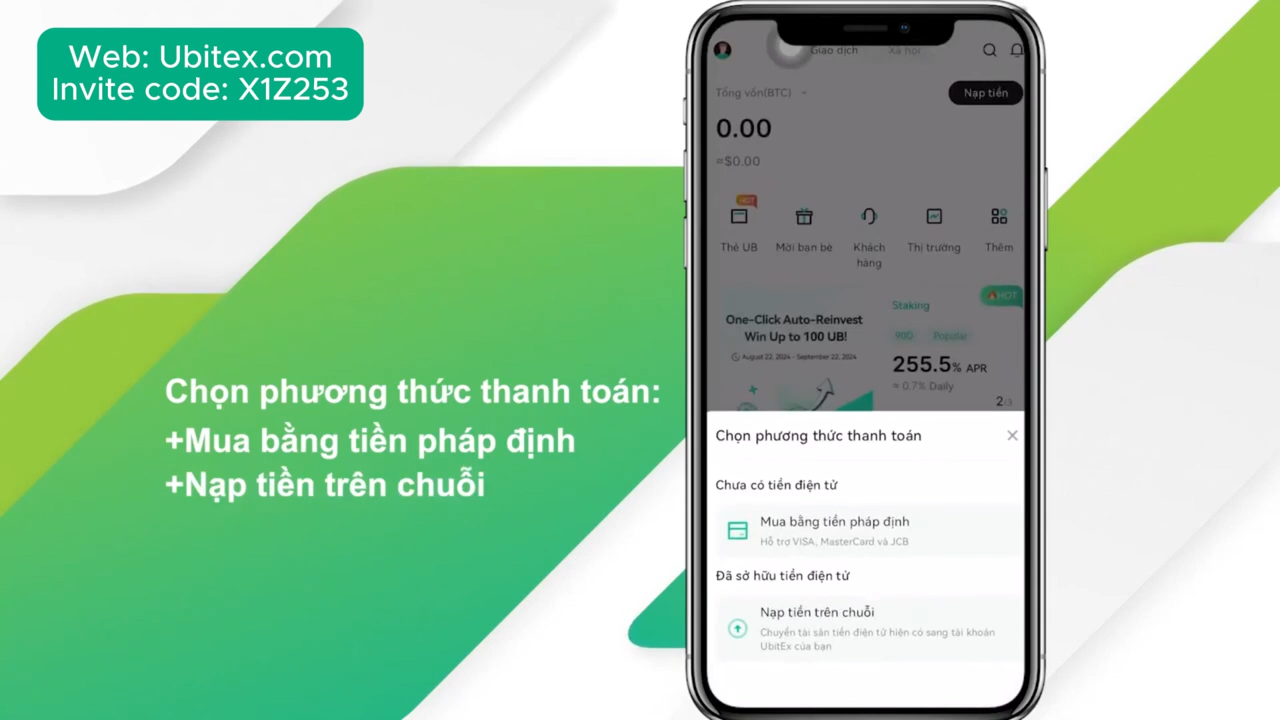 Web: Ubitex.com
Invite code: X1Z253
Chọn phương thức thanh toán:
+Mua bằng tiền pháp định
+Nạp tiền trên chuỗi
Giao dịch
Xã hội
Tổng vốn(BTC)
Nạp tiền
0.00
≈$0.00
HOT
Thẻ UB
Mời bạn bè
Khách hàng
Thị trường
Thêm
One-Click Auto-Reinvest
Win Up to 100 UB!
August 22, 2024 - September 22, 2024
Staking
HOT
90D
Popular
255.5% APR
≈ 0.7% Daily
2/3
Chọn phương thức thanh toán
Chưa có tiền điện tử
Mua bằng tiền pháp định
Hỗ trợ VISA, MasterCard và JCB
Đã sở hữu tiền điện tử
Nạp tiền trên chuỗi
Chuyển tài sản tiền điện tử hiện có sang tài khoản
UbitEx của bạn